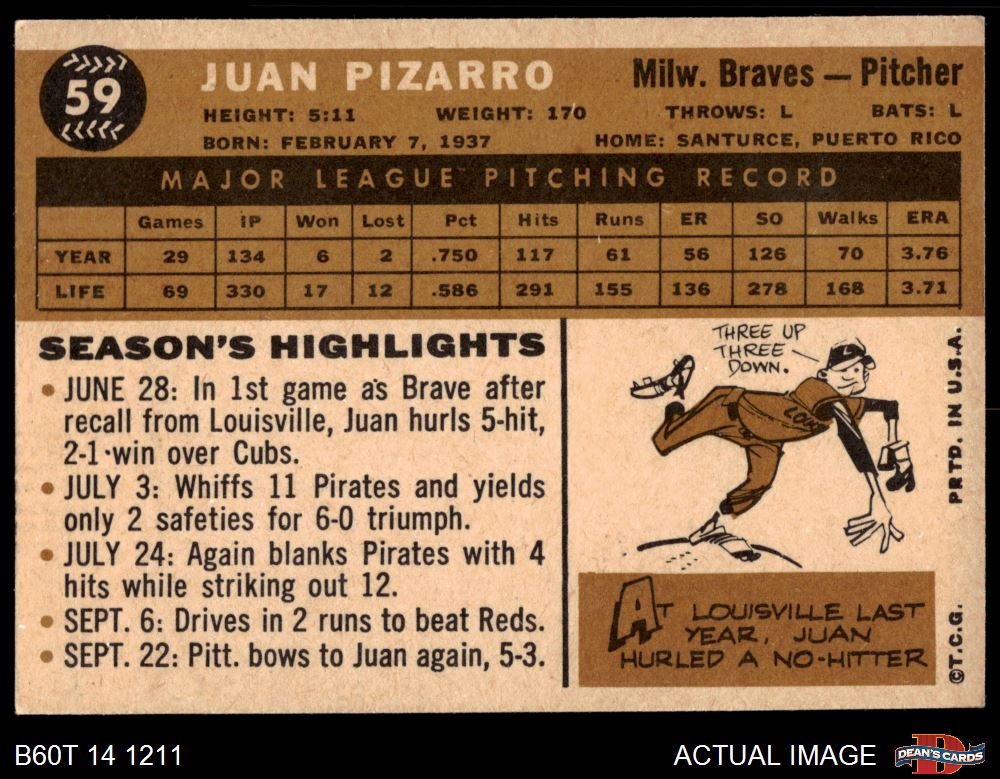 59
JUAN PIZARRO
Milw. Braves — Pitcher
HEIGHT: 5:11 WEIGHT: 170 THROWS: L BATS: L
BORN: FEBRUARY 7, 1937 HOME: SANTURCE, PUERTO RICO
MAJOR LEAGUE PITCHING RECORD
Games IP Won Lost Pct Hits Runs ER SO Walks ERA
YEAR 29 134 6 2 .750 117 61 56 126 70 3.76
LIFE 69 330 17 12 .586 291 155 136 278 168 3.71
SEASON'S HIGHLIGHTS
• JUNE 28: In 1st game as Brave after
recall from Louisville, Juan hurls 5-hit,
2-1 win over Cubs.
• JULY 3: Whiffs 11 Pirates and yields
only 2 safeties for 6-0 triumph.
• JULY 24: Again blanks Pirates with 4
hits while striking out 12.
• SEPT. 6: Drives in 2 runs to beat Reds.
• SEPT. 22: Pitt. bows to Juan again, 5-3.
THREE UP
THREE
DOWN.
L
LOU
AT LOUISVILLE LAST
YEAR, JUAN
HURLED A NO-HITTER
PRTD. IN U.S.A.
©T.C.G.
B60T 14 1211
ACTUAL IMAGE
DEAN'S CARDS